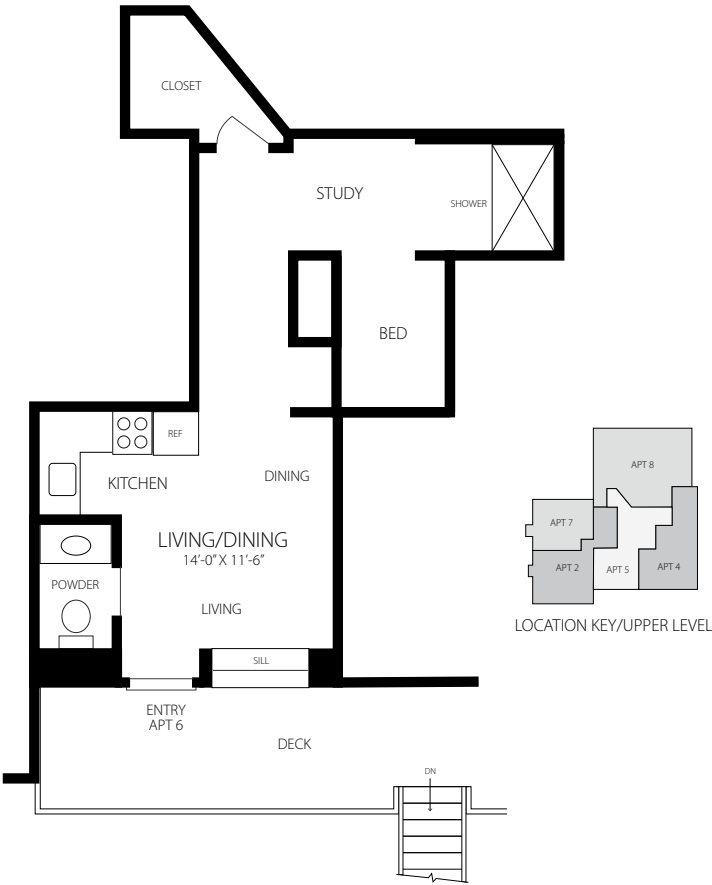 CLOSET
STUDY
SHOWER
BED
REF
KITCHEN
DINING
LIVING/DINING
14'-0" X 11'-6"
POWDER
LIVING
SILL
ENTRY
APT 6
DECK
DN
APT 8
APT 7
APT 2
APT 5
APT 4
LOCATION KEY/UPPER LEVEL